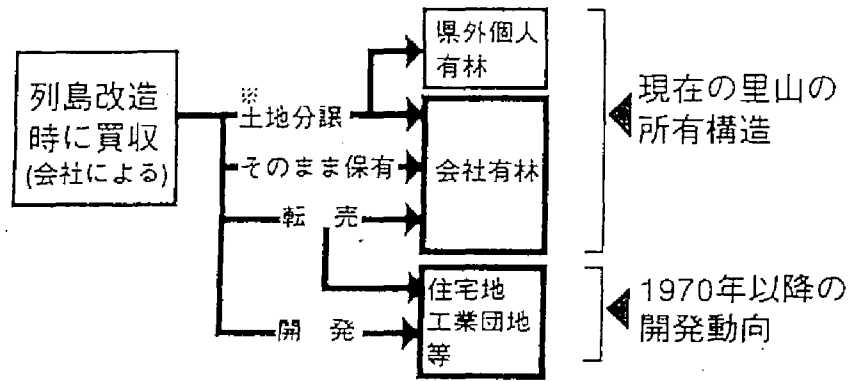 列島改造
時に買収
(会社による)
※
土地分譲
そのまま保有
転 売
開 発
県外個人
有林
会社有林
住宅地
工業団地
等
現在の里山の
所有構造
1970年以降の
開発動向